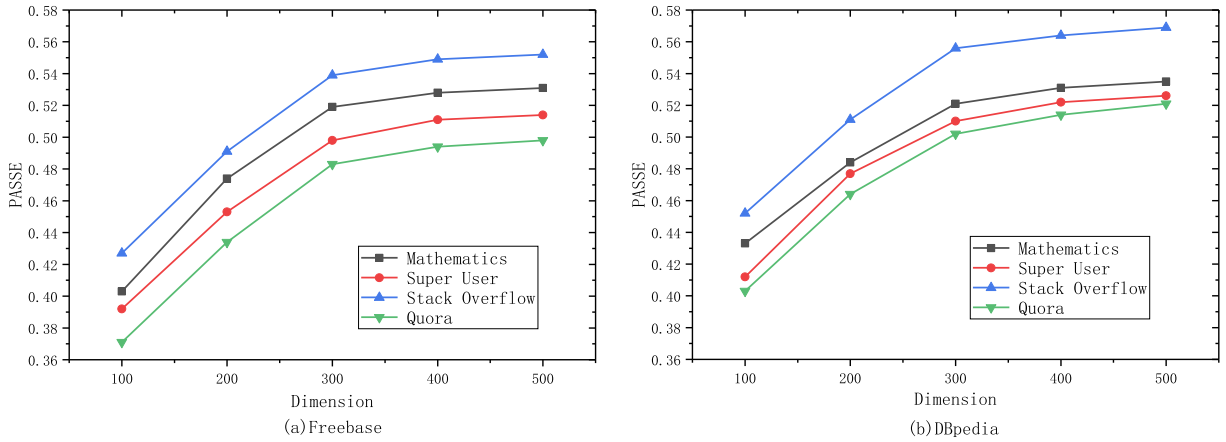 PASSE
0.58
0.56
0.54
0.52
0.50
0.48
0.46
0.44
0.42
0.40
0.38
0.36
100 200 300 400 500
Dimension
Mathematics
Super User
Stack Overflow
Quora
(a)Freebase
PASSE
0.58
0.56
0.54
0.52
0.50
0.48
0.46
0.44
0.42
0.40
0.38
0.36
100 200 300 400 500
Dimension
Mathematics
Super User
Stack Overflow
Quora
(b)DBpedia